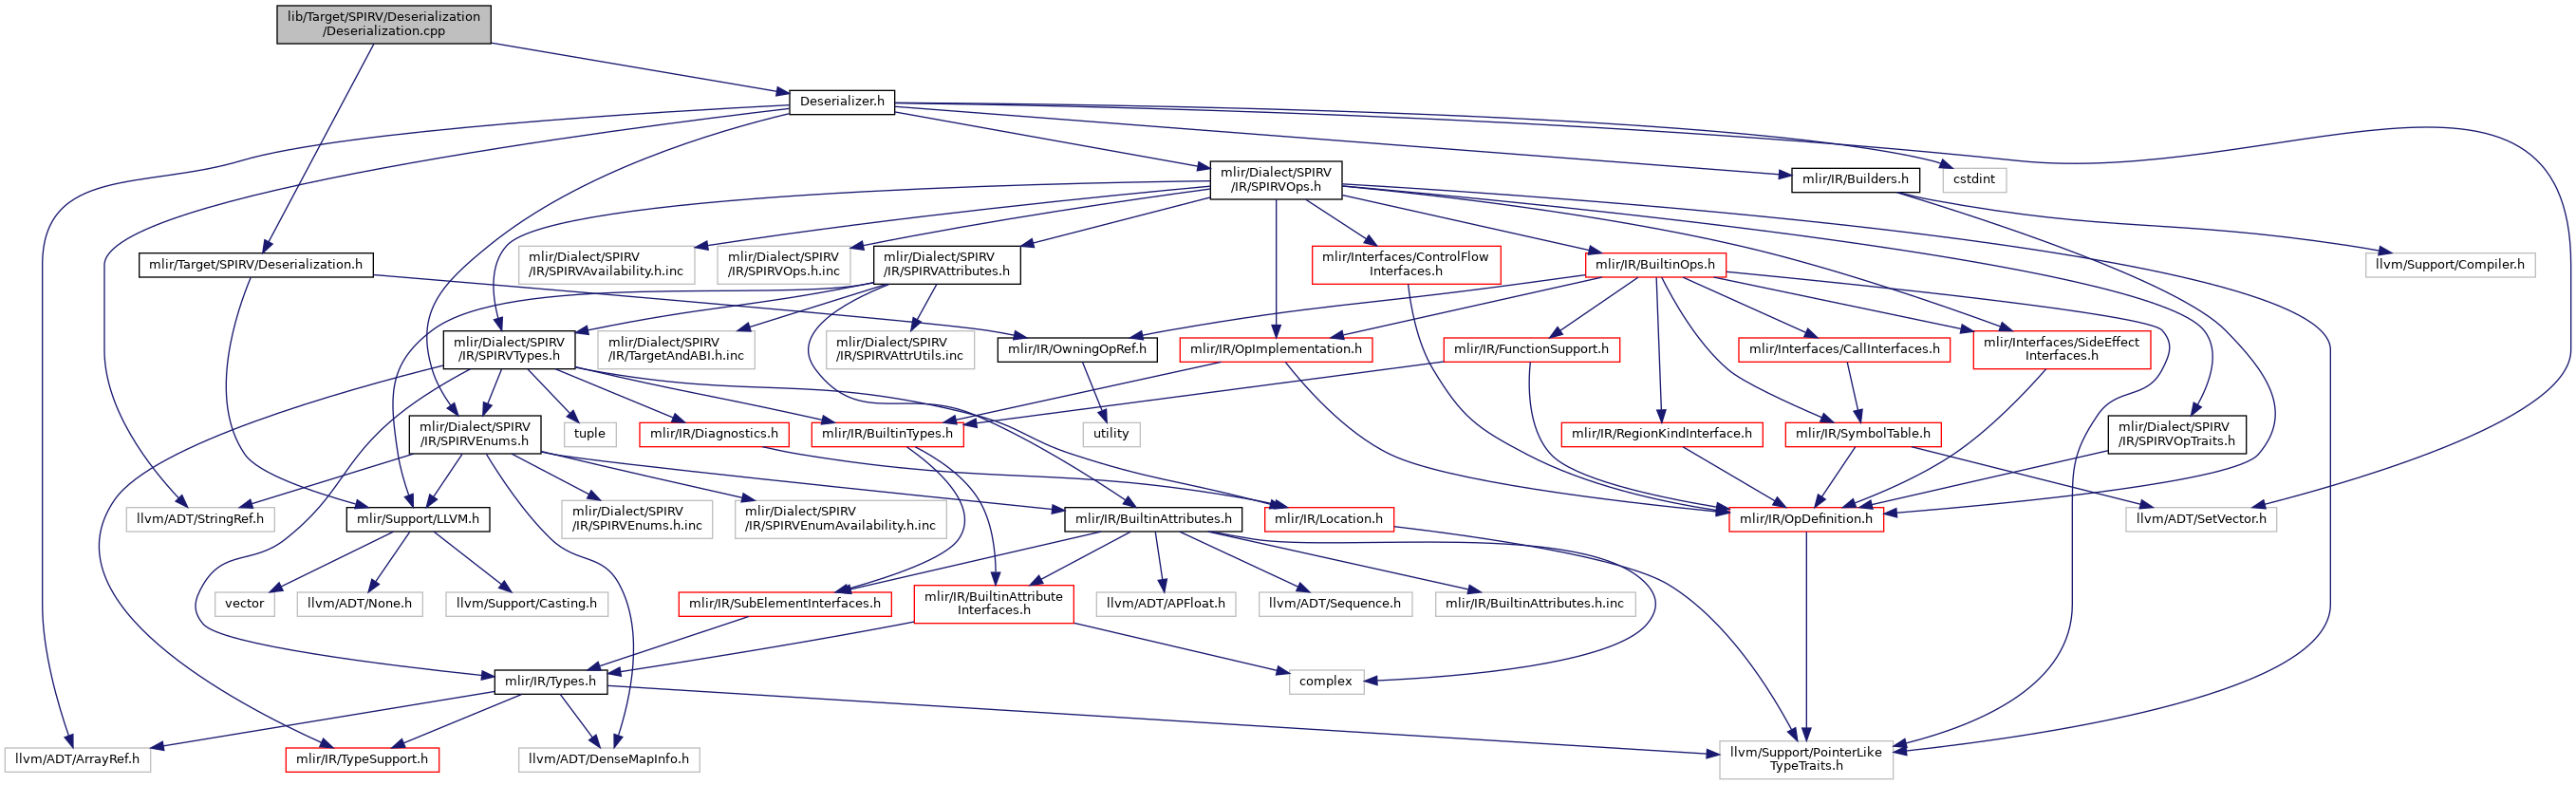 lib/Target/SPIRV/Deserialization
/Deserialization.cpp
Deserializer.h
mlir/Dialect/SPIRV
/IR/SPIRVOps.h
mlir/IR/Builders.h
cstdint
mlir/Target/SPIRV/Deserialization.h
mlir/Dialect/SPIRV
/IR/SPIRVAvailability.h.inc
mlir/Dialect/SPIRV
/IR/SPIRVOps.h.inc
mlir/Dialect/SPIRV
/IR/SPIRVAttributes.h
mlir/Interfaces/ControlFlow
Interfaces.h
mlir/IR/BuiltinOps.h
llvm/Support/Compiler.h
mlir/Dialect/SPIRV
/IR/SPIRVTypes.h
mlir/Dialect/SPIRV
/IR/TargetAndABI.h.inc
mlir/Dialect/SPIRV
/IR/SPIRVAttrUtils.inc
mlir/IR/OwningOpRef.h
mlir/IR/OpImplementation.h
mlir/IR/FunctionSupport.h
mlir/Interfaces/CallInterfaces.h
mlir/Interfaces/SideEffect
Interfaces.h
mlir/Dialect/SPIRV
/IR/SPIRVEnums.h
tuple
mlir/IR/Diagnostics.h
mlir/IR/BuiltinTypes.h
utility
mlir/IR/RegionKindInterface.h
mlir/IR/SymbolTable.h
mlir/Dialect/SPIRV
/IR/SPIRVOpTraits.h
llvm/ADT/StringRef.h
mlir/Support/LLVM.h
mlir/Dialect/SPIRV
/IR/SPIRVEnums.h.inc
mlir/Dialect/SPIRV
/IR/SPIRVEnumAvailability.h.inc
mlir/IR/BuiltinAttributes.h
mlir/IR/Location.h
mlir/IR/OpDefinition.h
llvm/ADT/SetVector.h
vector
llvm/ADT/None.h
llvm/Support/Casting.h
mlir/IR/SubElementInterfaces.h
mlir/IR/BuiltinAttribute
Interfaces.h
llvm/ADT/APFloat.h
llvm/ADT/Sequence.h
mlir/IR/BuiltinAttributes.h.inc
mlir/IR/Types.h
complex
llvm/ADT/ArrayRef.h
mlir/IR/TypeSupport.h
llvm/ADT/DenseMapInfo.h
llvm/Support/PointerLike
TypeTraits.h